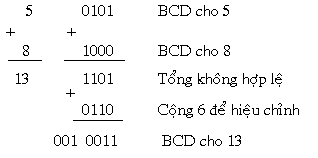 5 0101 BCD cho 5
+ +
8 1000 BCD cho 8
13 1101 Tổng không hợp lệ
+
0110 Cộng 6 để hiệu chỉnh
001 0011 BCD cho 13